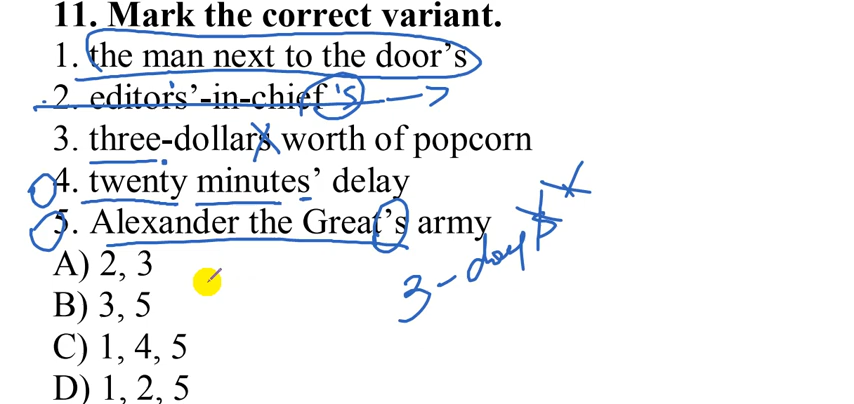 11. Mark the correct variant.
1. the man next to the door's
2. editors'-in-chief 's
3. three-dollars worth of popcorn
4. twenty minutes' delay
5. Alexander the Great's army
3-day
A) 2, 3
B) 3, 5
C) 1, 4, 5
D) 1, 2, 5